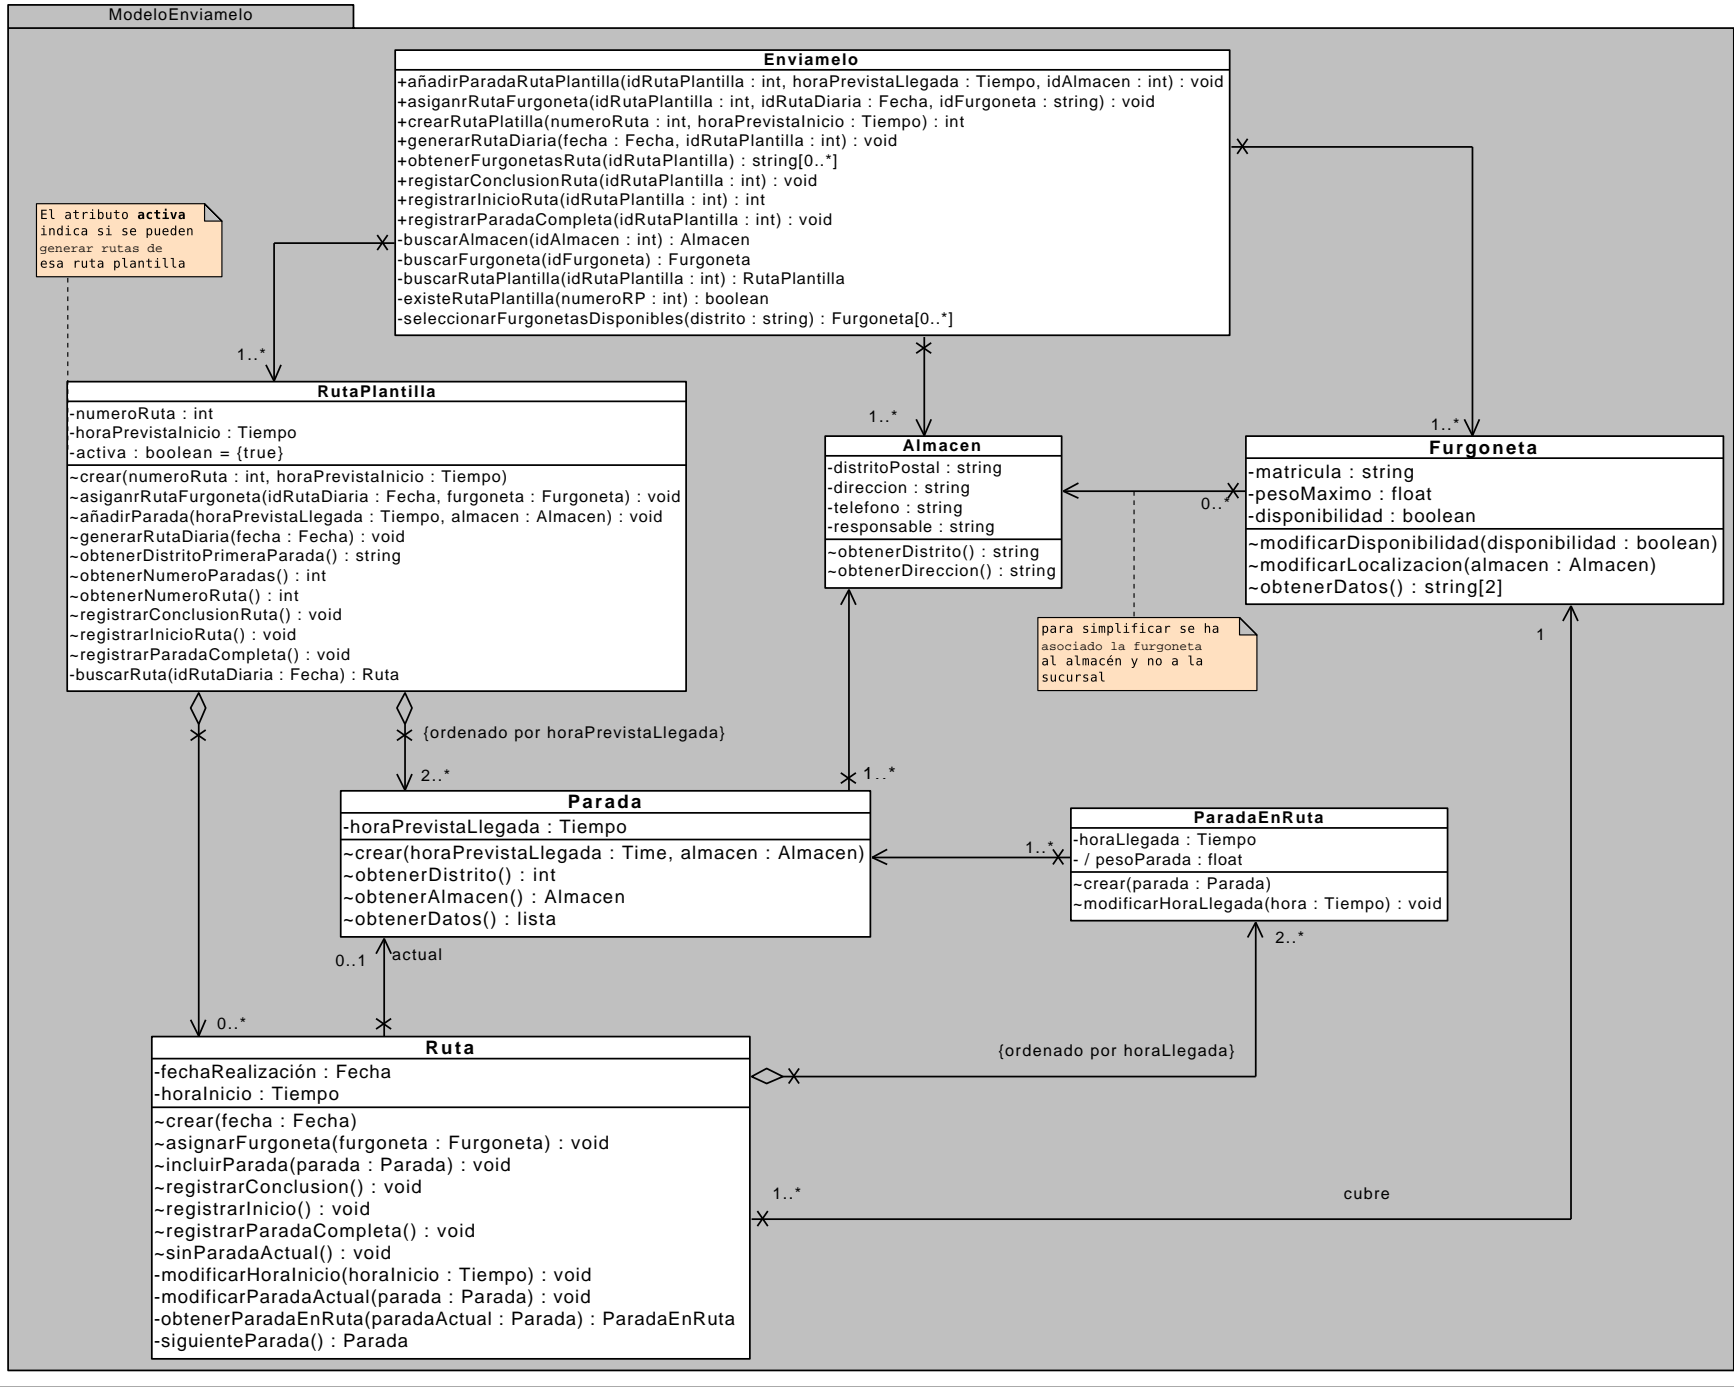 ModeloEnviamelo
Enviamelo
+añadirParadaRutaPlantilla(idRutaPlantilla : int, horaPrevistaLlegada : Tiempo, idAlmacen : int) : void
+asiganrRutaFurgoneta(idRutaPlantilla : int, idRutaDiaria : Fecha, idFurgoneta : string) : void
+crearRutaPlatilla(numeroRuta : int, horaPrevistaInicio : Tiempo) : int
+generarRutaDiaria(fecha : Fecha, idRutaPlantilla : int) : void
+obtenerFurgonetasRuta(idRutaPlantilla) : string[0..*]
+registarConclusionRuta(idRutaPlantilla : int) : void
+registrarInicioRuta(idRutaPlantilla : int) : int
+registrarParadaCompleta(idRutaPlantilla : int) : void
-buscarAlmacen(idAlmacen : int) : Almacen
-buscarFurgoneta(idFurgoneta) : Furgoneta
-buscarRutaPlantilla(idRutaPlantilla : int) : RutaPlantilla
-existeRutaPlantilla(numeroRP : int) : boolean
-seleccionarFurgonetasDisponibles(distrito : string) : Furgoneta[0..*]
El atributo activa
indica si se pueden
generar rutas de
esa ruta plantilla
1..*
1..*
1..*
RutaPlantilla
-numeroRuta : int
-horaPrevistaInicio : Tiempo
-activa : boolean = {true}
~crear(numeroRuta : int, horaPrevistaInicio : Tiempo)
~asiganrRutaFurgoneta(idRutaDiaria : Fecha, furgoneta : Furgoneta) : void
~añadirParada(horaPrevistaLlegada : Tiempo, almacen : Almacen) : void
~generarRutaDiaria(fecha : Fecha) : void
~obtenerDistritoPrimeraParada() : string
~obtenerNumeroParadas() : int
~obtenerNumeroRuta() : int
~registrarConclusionRuta() : void
~registrarInicioRuta() : void
~registrarParadaCompleta() : void
-buscarRuta(idRutaDiaria : Fecha) : Ruta
Almacen
-distritoPostal : string
-direccion : string
-telefono : string
-responsable : string
~obtenerDistrito() : string
~obtenerDireccion() : string
0..*
Furgoneta
-matricula : string
-pesoMaximo : float
-disponibilidad : boolean
~modificarDisponibilidad(disponibilidad : boolean)
~modificarLocalizacion(almacen : Almacen)
~obtenerDatos() : string[2]
para simplificar se ha
asociado la furgoneta
al almacén y no a la
sucursal
1
{ordenado por horaPrevistaLlegada}
2..*
1..*
Parada
-horaPrevistaLlegada : Tiempo
~crear(horaPrevistaLlegada : Time, almacen : Almacen)
~obtenerDistrito() : int
~obtenerAlmacen() : Almacen
~obtenerDatos() : lista
1..*
ParadaEnRuta
-horaLlegada : Tiempo
- / pesoParada : float
~crear(parada : Parada)
~modificarHoraLlegada(hora : Tiempo) : void
2..*
0..1
actual
0..*
{ordenado por horaLlegada}
Ruta
-fechaRealización : Fecha
-horaInicio : Tiempo
~crear(fecha : Fecha)
~asignarFurgoneta(furgoneta : Furgoneta) : void
~incluirParada(parada : Parada) : void
~registrarConclusion() : void
~registrarInicio() : void
~registrarParadaCompleta() : void
~sinParadaActual() : void
-modificarHoraInicio(horaInicio : Tiempo) : void
-modificarParadaActual(parada : Parada) : void
-obtenerParadaEnRuta(paradaActual : Parada) : ParadaEnRuta
-siguienteParada() : Parada
1..*
cubre